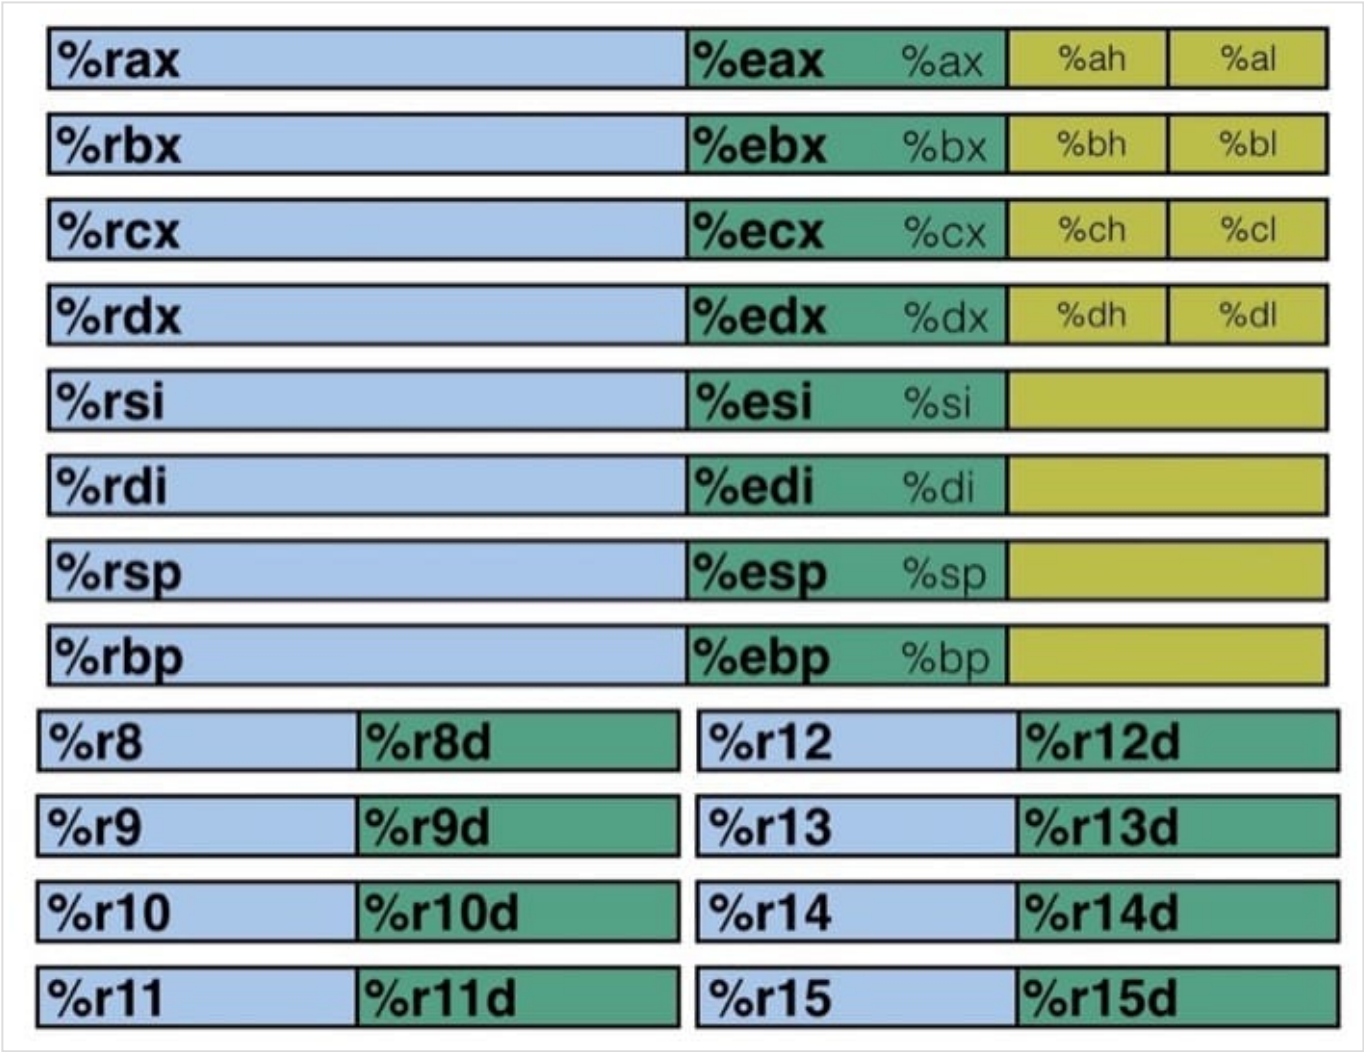 %rax %eax %ax %ah %al
%rbx %ebx %bx %bh %bl
%rcx %ecx %cx %ch %cl
%rdx %edx %dx %dh %dl
%rsi %esi %si
%rdi %edi %di
%rsp %esp %sp
%rbp %ebp %bp
%r8 %r8d %r12 %r12d
%r9 %r9d %r13 %r13d
%r10 %r10d %r14 %r14d
%r11 %r11d %r15 %r15d